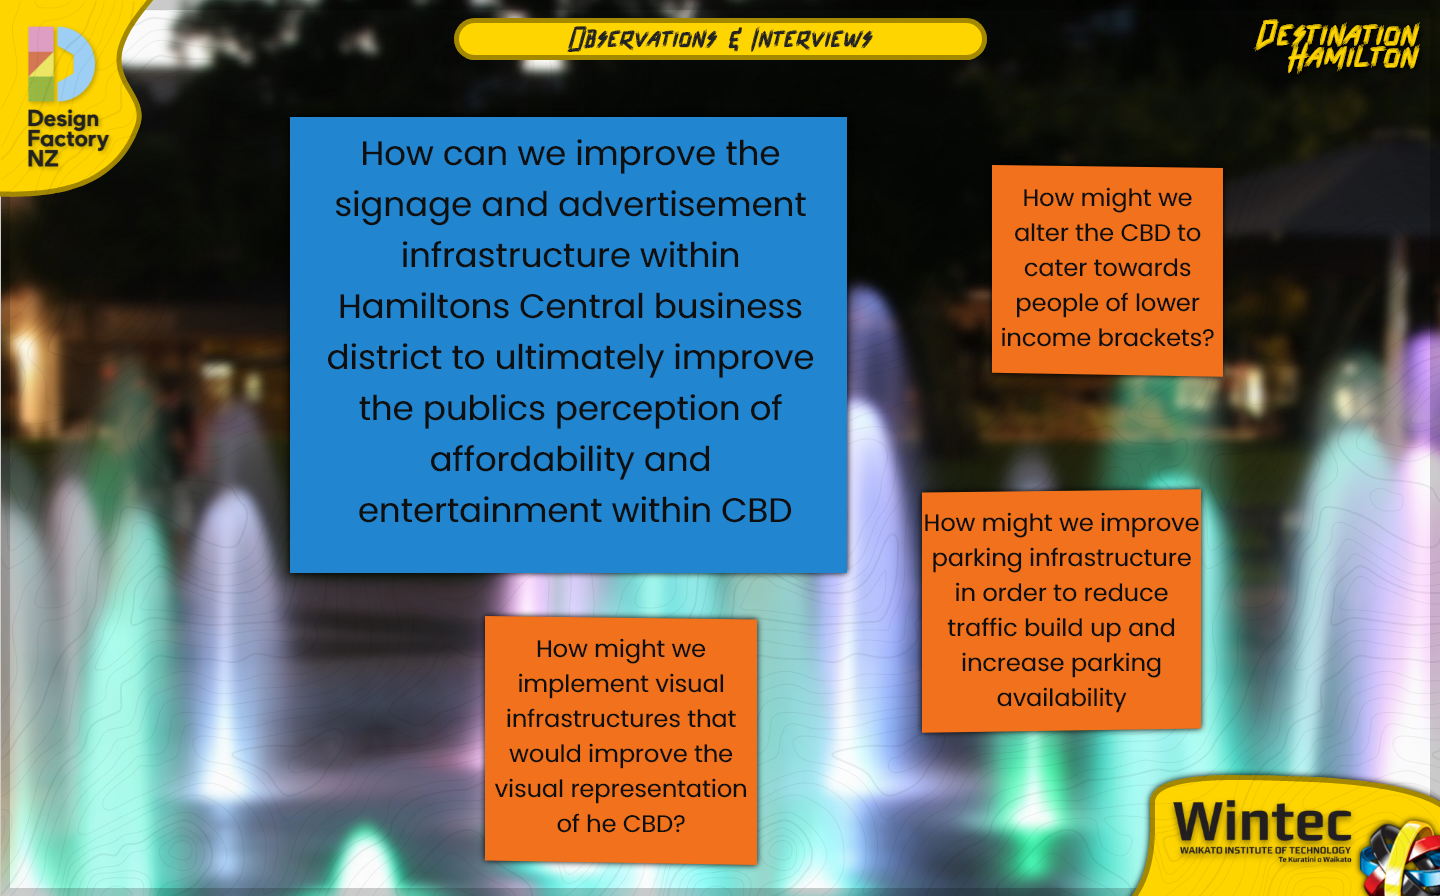 Observations & Interviews
Destination
Hamilton
Design
Factory
NZ
How can we improve the
signage and advertisement
infrastructure within
Hamiltons Central business
district to ultimately improve
the publics perception of
affordability and
entertainment within CBD
How might we
alter the CBD to
cater towards
people of lower
income brackets?
How might we improve
parking infrastructure
in order to reduce
traffic build up and
increase parking
availability
How might we
implement visual
infrastructures that
would improve the
visual representation
of he CBD?
Wintec
WAIKATO INSTITUTE OF TECHNOLOGY
Te Kuratini o Waikato